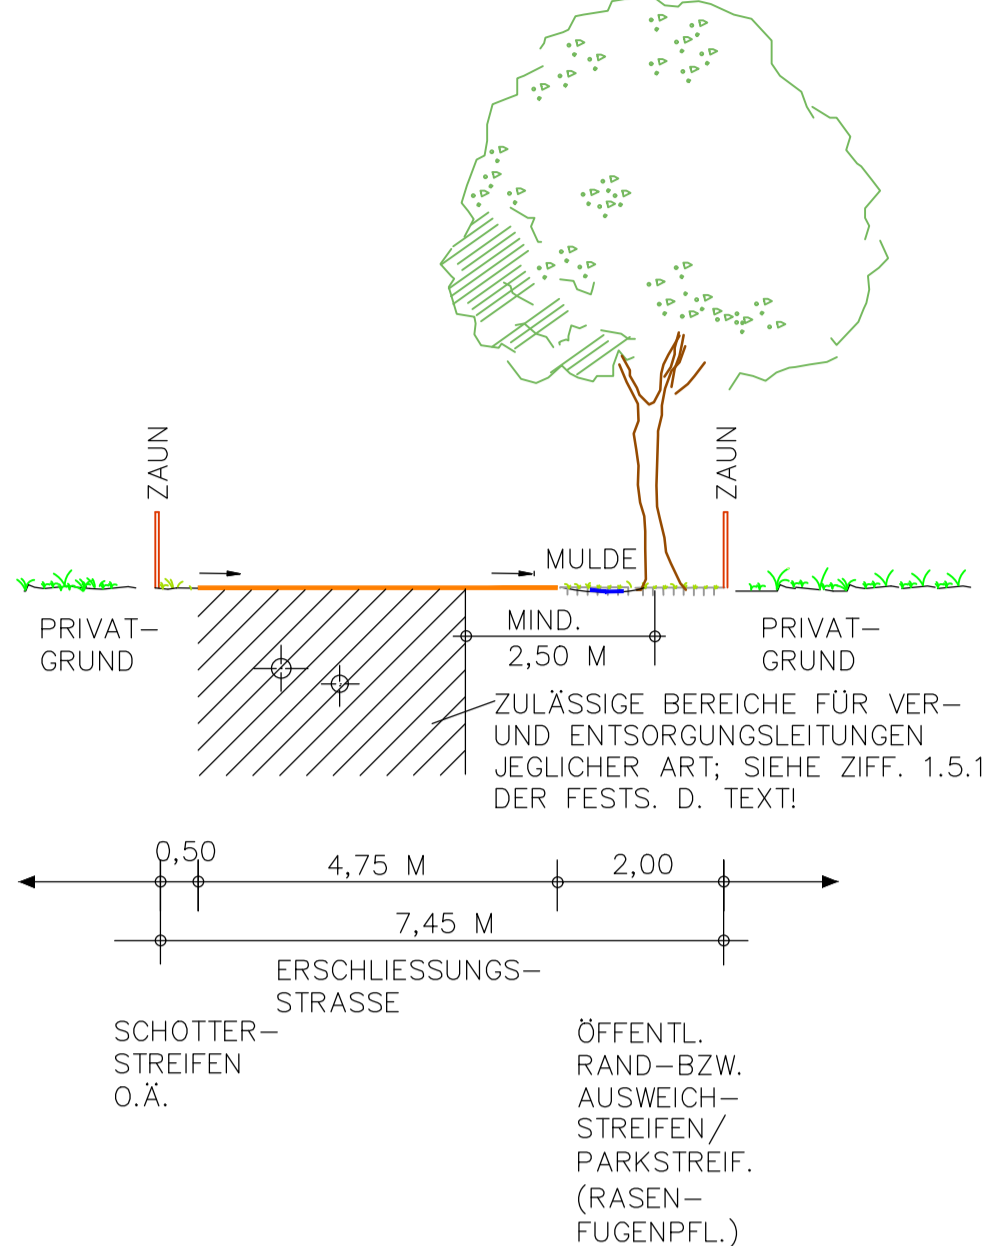 ZAUN
ZAUN
MULDE
PRIVAT–
GRUND
MIND.
2,50 M
PRIVAT–
GRUND
ZULÄSSIGE BEREICHE FÜR VER–
UND ENTSORGUNGSLEITUNGEN
JEGLICHER ART; SIEHE ZIFF. 1.5.1
DER FESTS. D. TEXT!
0,50
4,75 M
2,00
7,45 M
ERSCHLIESSUNGS–
STRASSE
SCHOTTER–
STREIFEN
O.Ä.
ÖFFENTL.
RAND–BZW.
AUSWEICH–
STREIFEN/
PARKSTREIF.
(RASEN–
FUGENPFL.)